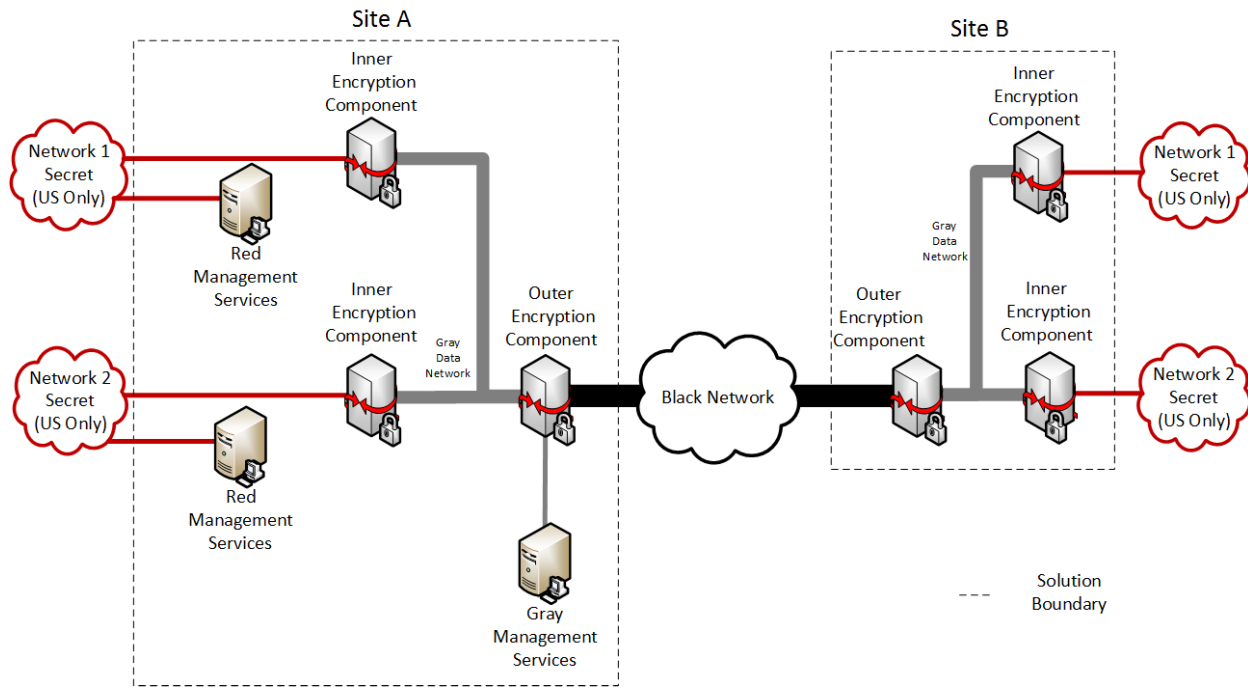 Site A
Inner
Encryption
Component
Network 1
Secret
(US Only)
Red
Management
Services
Inner
Encryption
Component
Outer
Encryption
Component
Gray
Data
Network
Network 2
Secret
(US Only)
Red
Management
Services
Gray
Management
Services
Black Network
Site B
Inner
Encryption
Component
Network 1
Secret
(US Only)
Gray
Data
Network
Outer
Encryption
Component
Inner
Encryption
Component
Network 2
Secret
(US Only)
Solution
Boundary